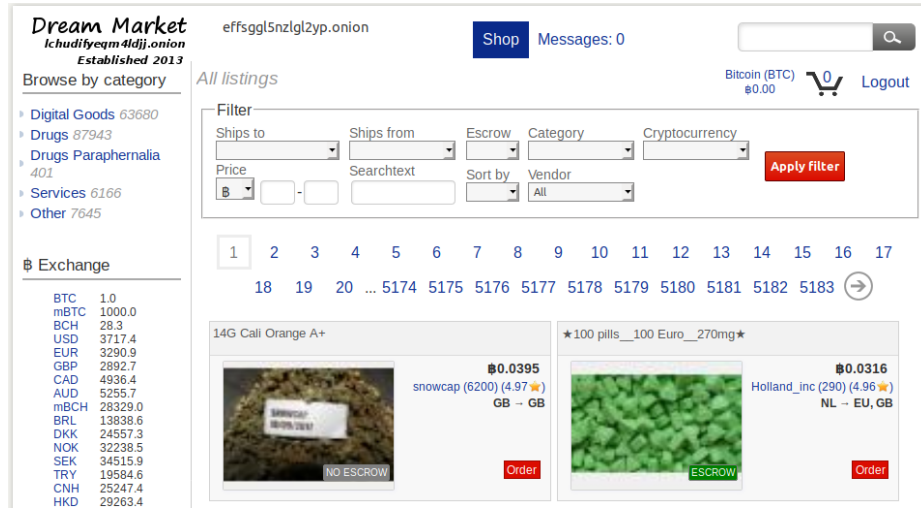 Dream Market
lchudifyeqm4ldjj.onion
Established 2013
effsggl5nzlgl2yp.onion
Shop
Messages: 0
Browse by category
Digital Goods 63680
Drugs 87943
Drugs Paraphernalia
401
Services 6166
Other 7645
฿ Exchange
BTC 1.0
mBTC 1000.0
BCH 28.3
USD 3717.4
EUR 3290.9
GBP 2892.7
CAD 4936.4
AUD 5255.7
mBCH 28329.0
BRL 13838.6
DKK 24557.3
NOK 32238.5
SEK 34515.9
TRY 19584.6
CNH 25247.4
HKD 29263.4
All listings
Bitcoin (BTC)
฿0.00
0
Logout
Filter
Ships to Ships from Escrow Category Cryptocurrency
Price Searchtext Sort by Vendor
฿ - All
Apply filter
1 2 3 4 5 6 7 8 9 10 11 12 13 14 15 16 17
18 19 20 ... 5174 5175 5176 5177 5178 5179 5180 5181 5182 5183
14G Cali Orange A+
฿0.0395
snowcap (6200) (4.97★)
GB → GB
NO ESCROW
Order
★100 pills__100 Euro__270mg★
฿0.0316
Holland_inc (290) (4.96★)
NL → EU, GB
ESCROW
Order